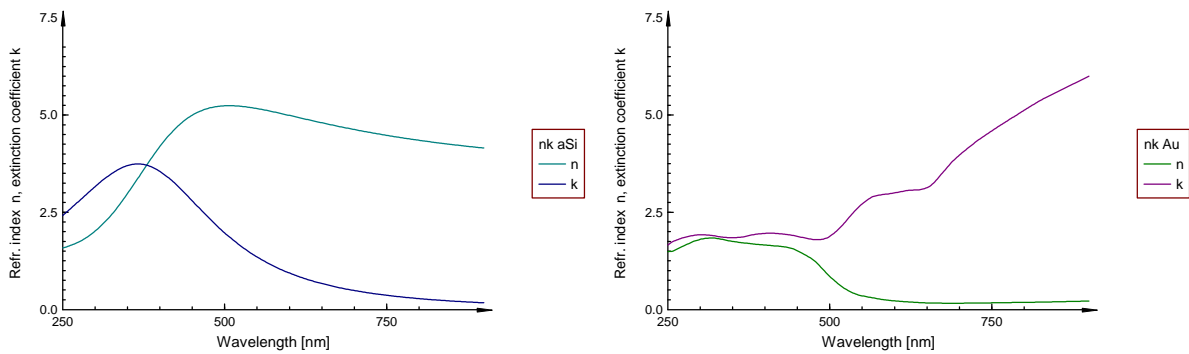 7.5
5.0
2.5
0.0
Refr. index n, extinction coefficient k
250
500
750
Wavelength [nm]
nk aSi
n
k
7.5
5.0
2.5
0.0
Refr. index n, extinction coefficient k
250
500
750
Wavelength [nm]
nk Au
n
k